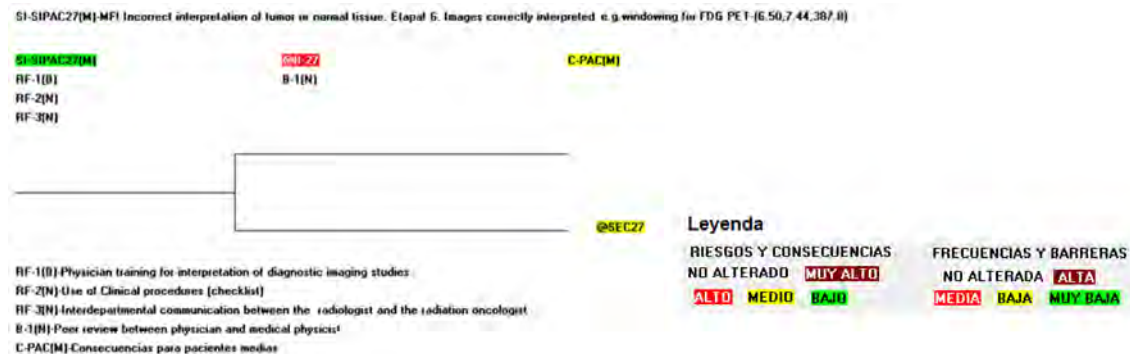 SI-SIPAC27(M)-MFI Incorrect interpretation of tumor or normal tissue. Etapa# 6. Images correctly interpreted e.g windowing for FDG PET-(6.50,7.44,387.8)
SI-SIPAC27(M) @BI-27 C-PAC(M)
RF-1(B) B-1(N)
RF-2(N)
RF-3(N)
@SEC27
RF-1(B)-Physician training for interpretation of diagnostic imaging studies
RF-2(N)-Use of Clinical procedures (checklist)
RF-3(N)-Interdepartmental communication between the radiologist and the radiation oncologist
B-1(N)-Peer review between physician and medical physicist
C-PAC(M)-Consecuencias para pacientes medias
Leyenda
RIESGOS Y CONSECUENCIAS FRECUENCIAS Y BARRERAS
NO ALTERADO MUY ALTO NO ALTERADA ALTA
ALTO MEDIO BAJO MEDIA BAJA MUY BAJA